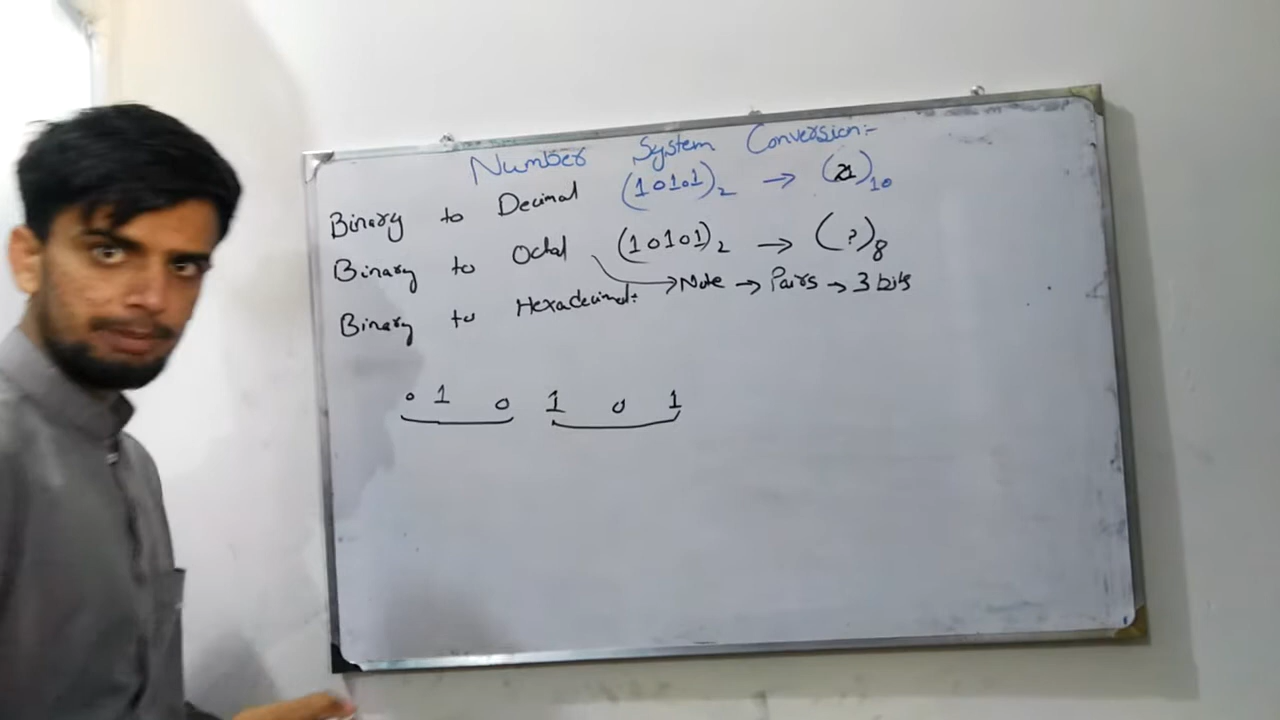 Number System Conversion:-
Binary to Decimal (10101)2 → (21)10
Binary to Octal (10101)2 → (?)8
→ Note → Pairs → 3 bits
Binary to Hexadecimal:
0 1 0 1 0 1